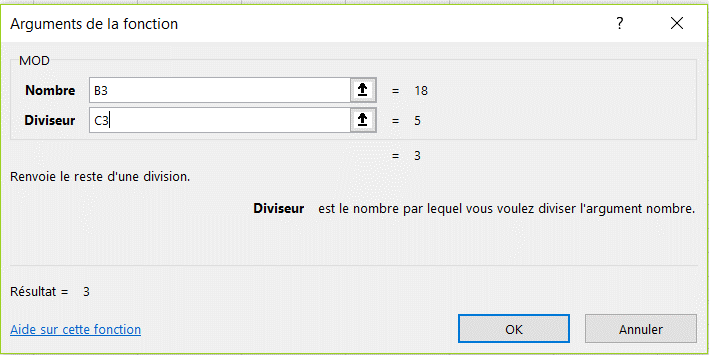 Arguments de la fonction ? ×
MOD
Nombre B3 = 18
Diviseur C3 = 5
= 3
Renvoie le reste d'une division.
Diviseur est le nombre par lequel vous voulez diviser l'argument nombre.
Résultat = 3
Aide sur cette fonction OK Annuler